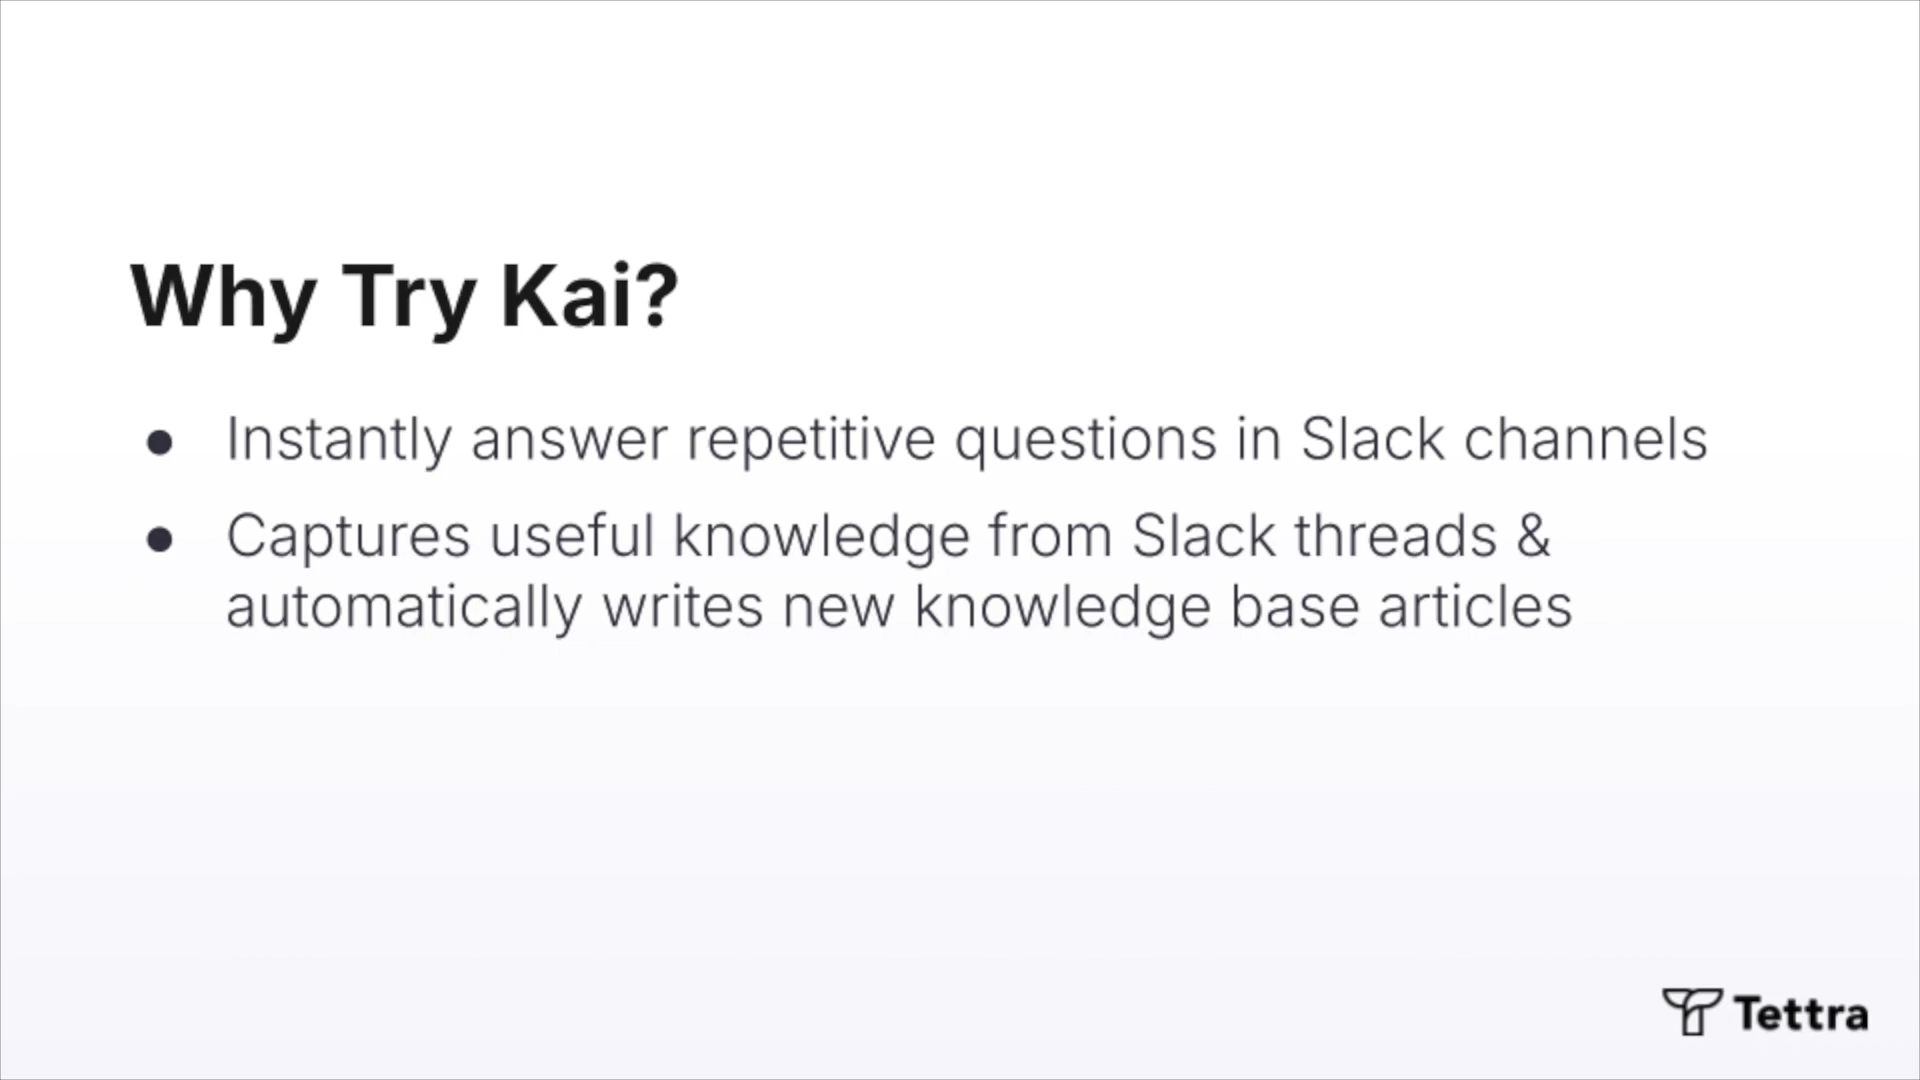 Why Try Kai?
● Instantly answer repetitive questions in Slack channels
● Captures useful knowledge from Slack threads &
automatically writes new knowledge base articles
Tettra